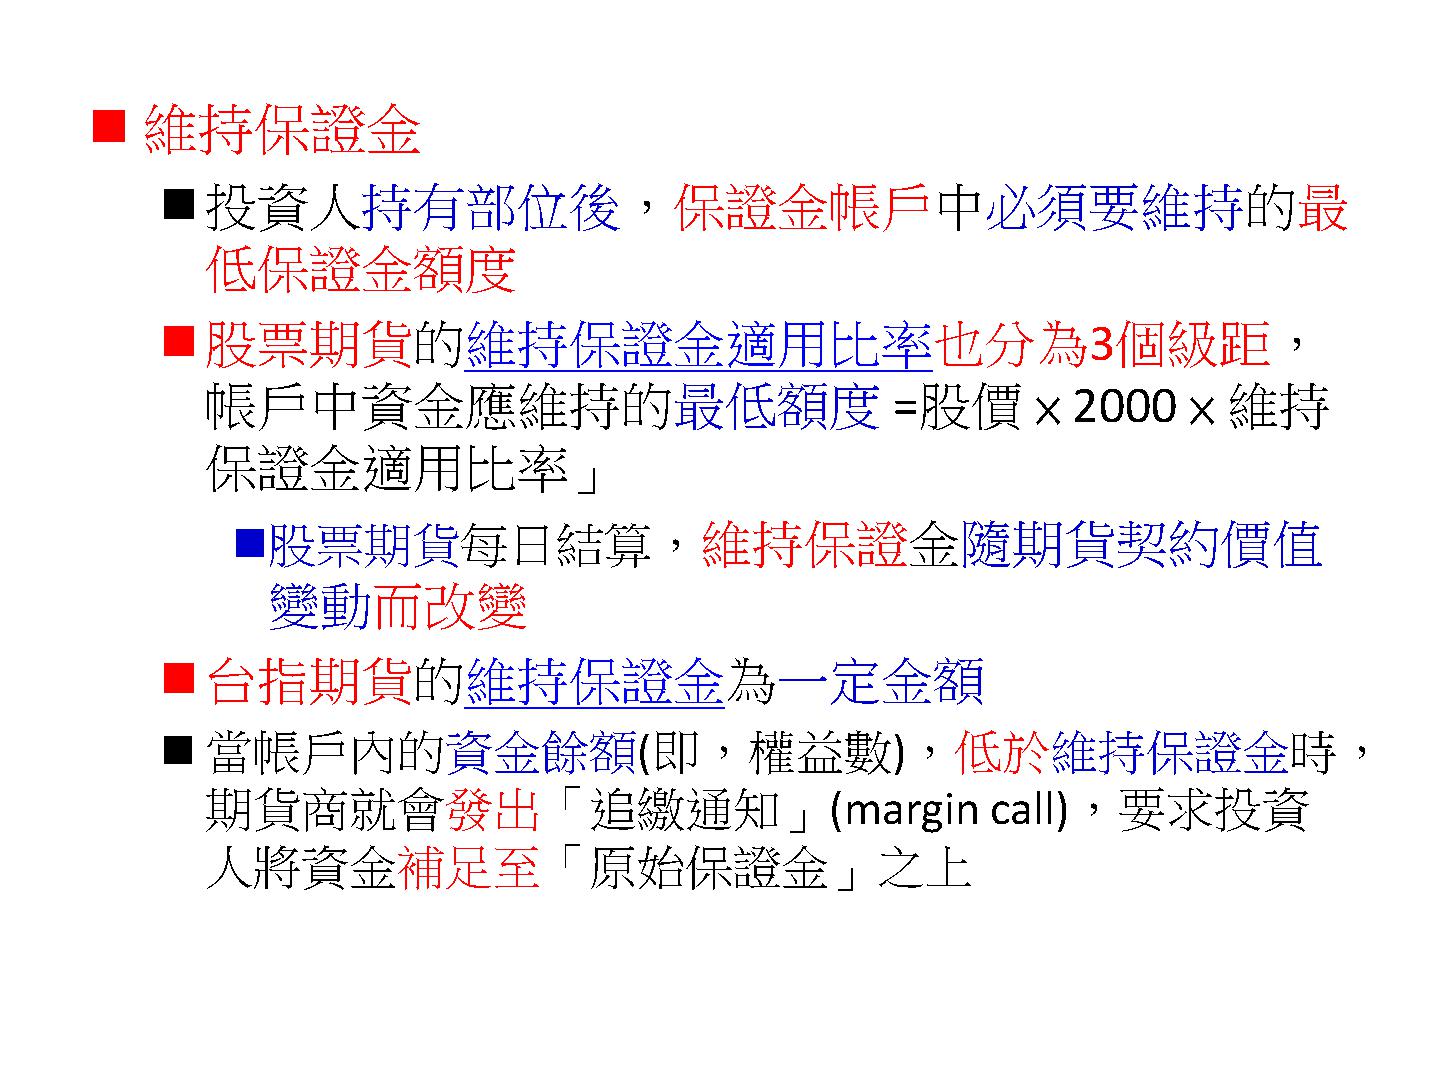 維持保證金
投資人持有部位後，保證金帳戶中必須要維持的最
低保證金額度
股票期貨的維持保證金適用比率也分為3個級距，
帳戶中資金應維持的最低額度 =股價 × 2000 × 維持
保證金適用比率」
股票期貨每日結算，維持保證金隨期貨契約價值
變動而改變
台指期貨的維持保證金為一定金額
當帳戶內的資金餘額(即，權益數)，低於維持保證金時，
期貨商就會發出「追繳通知」(margin call)，要求投資
人將資金補足至「原始保證金」之上